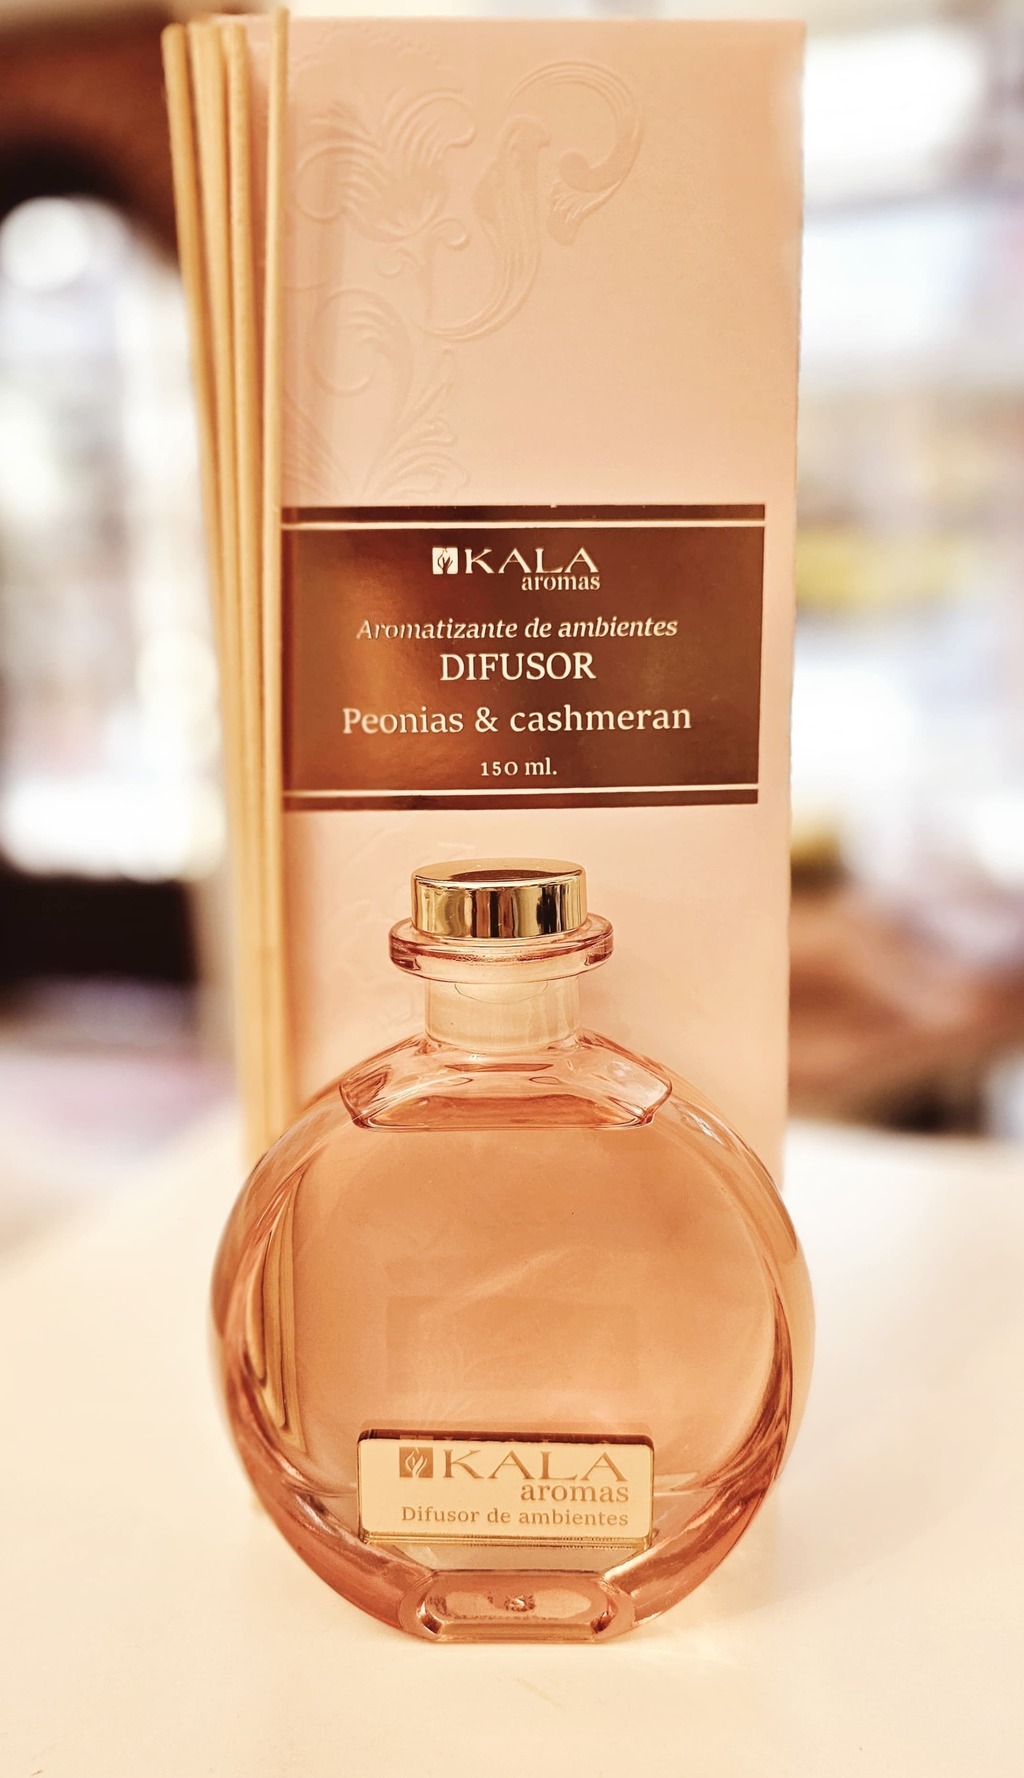 KALA
aromas
Aromatizante de ambientes
DIFUSOR
Peonias & cashmeran
150 ml.
KALA
aromas
Difusor de ambientes